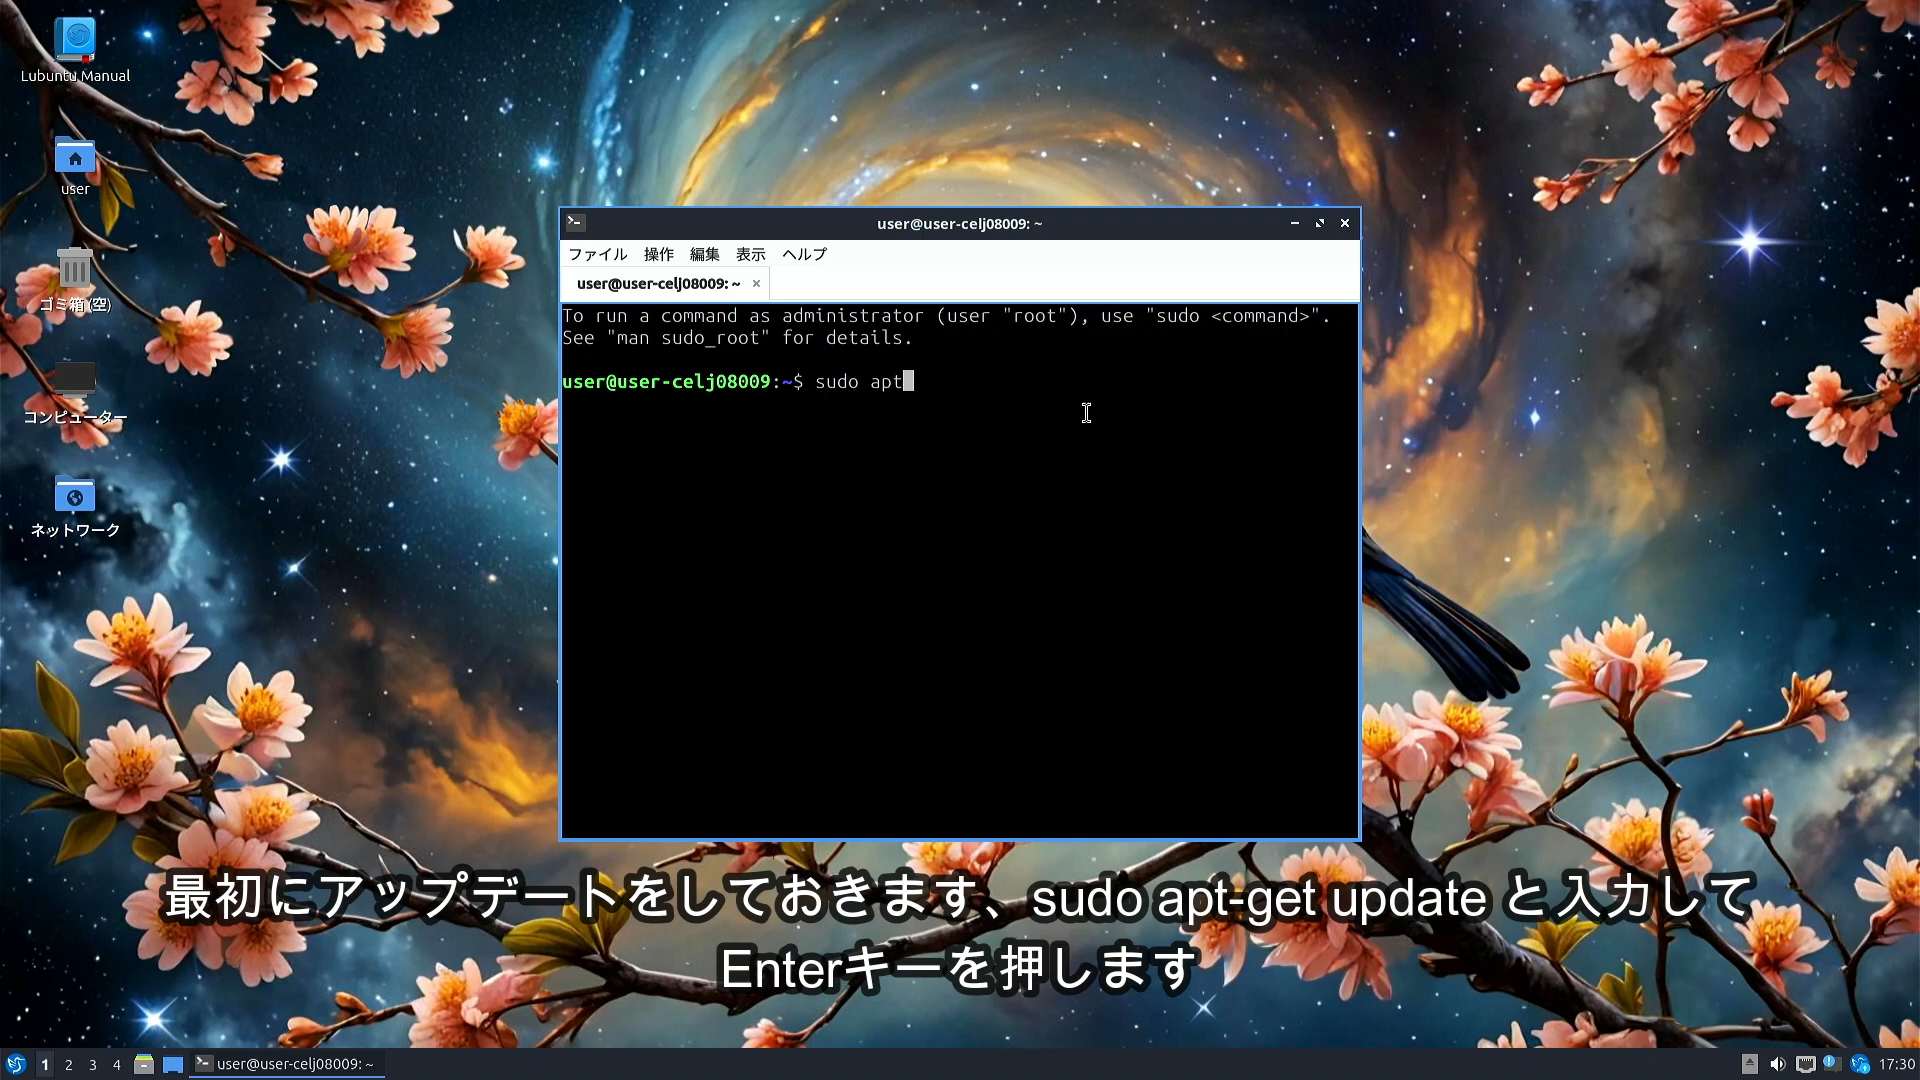 Lubuntu Manual
user
ゴミ箱 (空)
コンピューター
ネットワーク
user@user-celj08009: ~
ファイル 操作 編集 表示 ヘルプ
user@user-celj08009: ~
To run a command as administrator (user "root"), use "sudo <command>".
See "man sudo_root" for details.
user@user-celj08009:~$ sudo apt
最初にアップデートをしておきます、sudo apt-get update と入力して
Enterキーを押します
1 2 3 4 user@user-celj08009: ~ 17:30